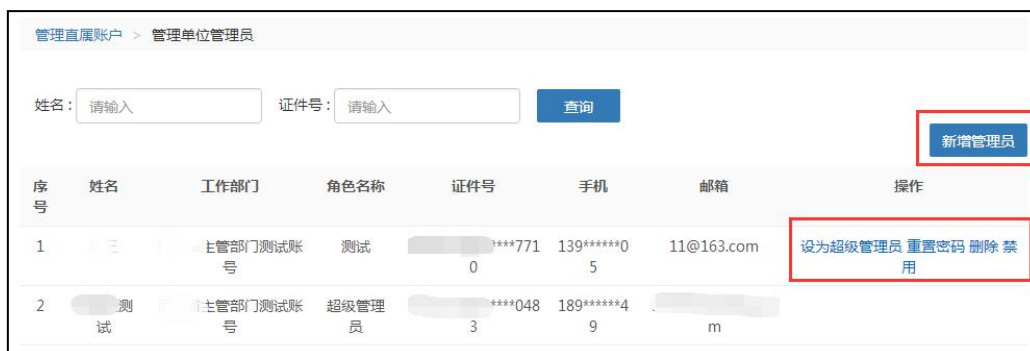 管理直属账户 > 管理单位管理员
姓名： 请输入 证件号： 请输入 查询
新增管理员
序号 姓名 工作部门 角色名称 证件号 手机 邮箱 操作
1 主管部门测试账号 测试 ****7710 139******05 11@163.com 设为超级管理员 重置密码 删除 禁用
2 测试 主管部门测试账号 超级管理员 ****0483 189******49 m